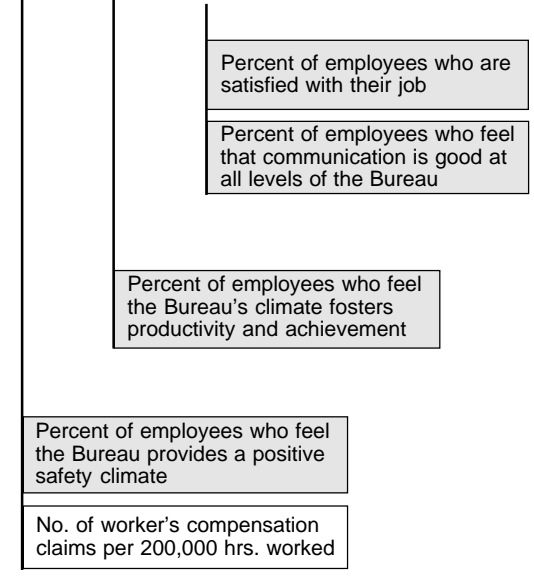 Percent of employees who are
satisfied with their job
Percent of employees who feel
that communication is good at
all levels of the Bureau
Percent of employees who feel
the Bureau's climate fosters
productivity and achievement
Percent of employees who feel
the Bureau provides a positive
safety climate
No. of worker's compensation
claims per 200,000 hrs. worked